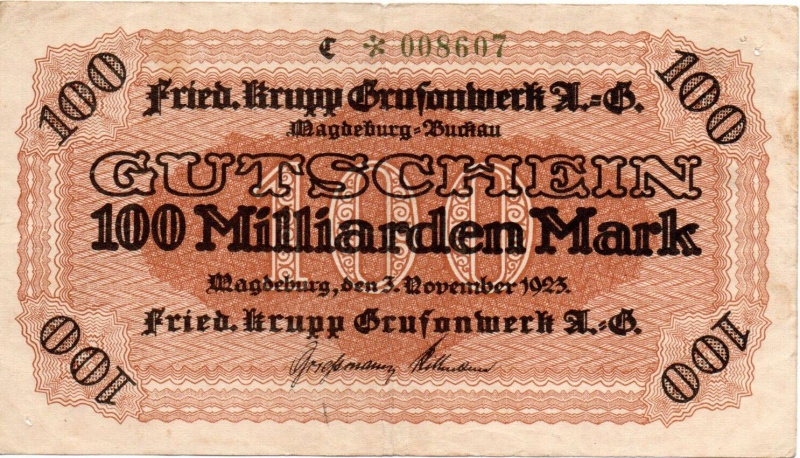 C * 008607
100 100
Fried. Krupp Grusonwerk A.=G.
Magdeburg=Buckau
GUTSCHEIN
100
100 Milliarden Mark
Magdeburg, den 3. November 1923.
Fried. Krupp Grusonwerk A.=G.
100 100